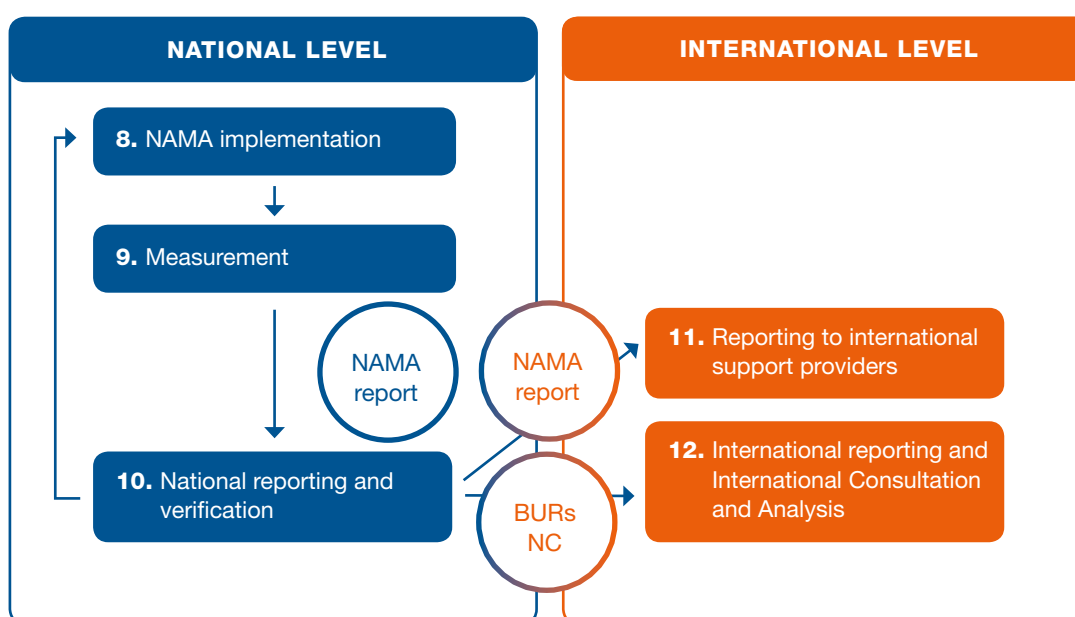 NATIONAL LEVEL
INTERNATIONAL LEVEL
8. NAMA implementation
9. Measurement
NAMA
report
NAMA
report
11. Reporting to international
support providers
10. National reporting and
verification
BURs
NC
12. International reporting and
International Consultation
and Analysis